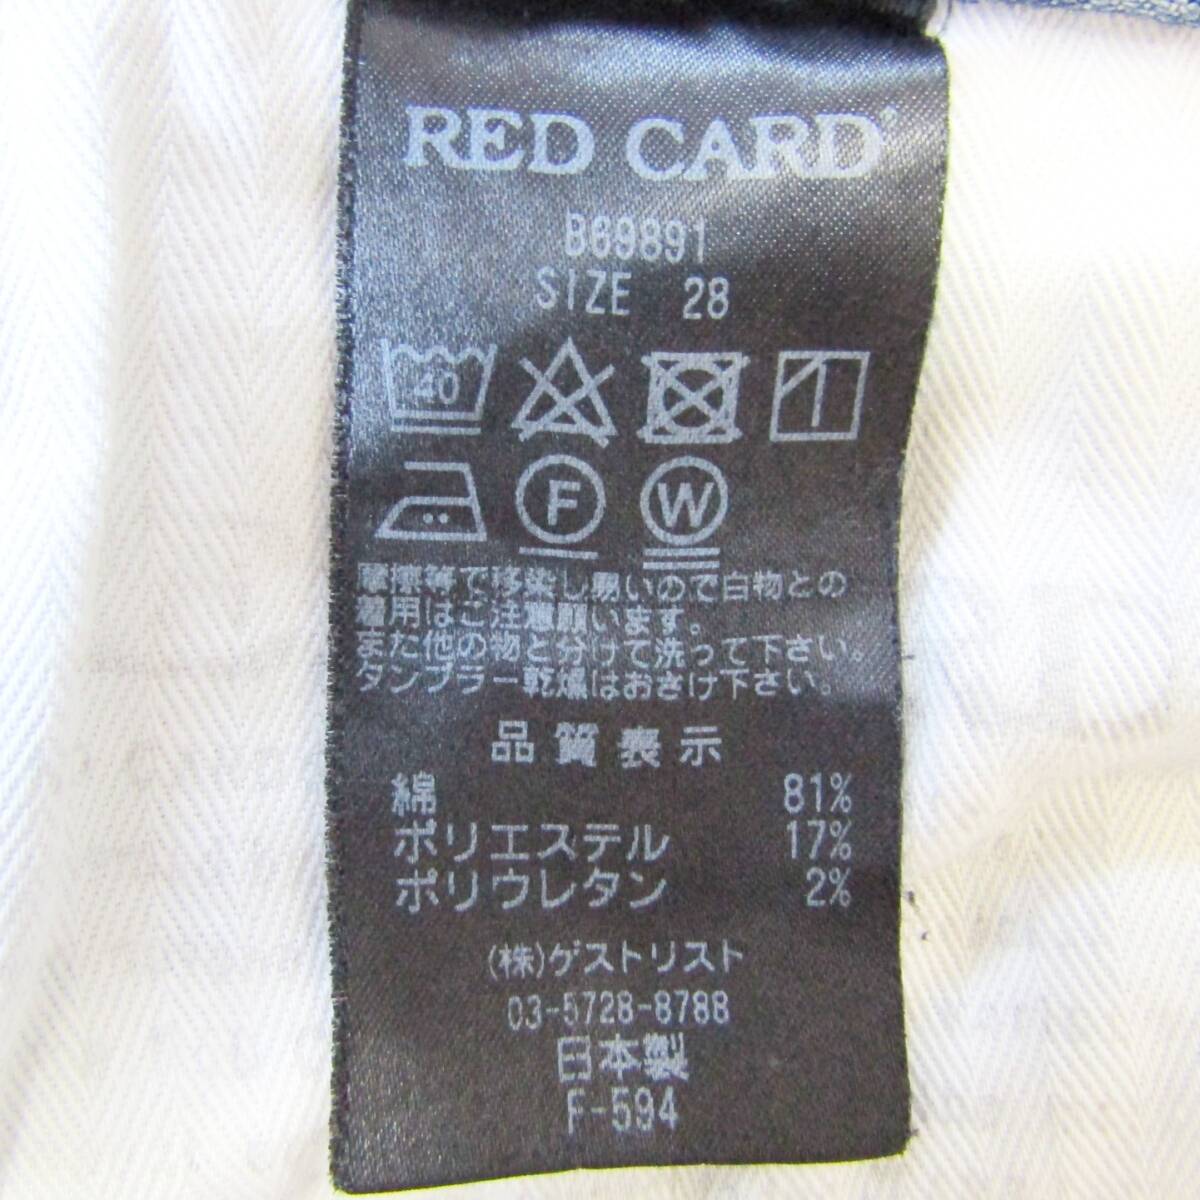 RED CARD
B69891
SIZE 28
40
F W
摩擦等で移染し易いので白物との
着用はご注意願います。
また他の物と分けて洗って下さい。
タンブラー乾燥はおさけ下さい。
品質表示
綿 81%
ポリエステル 17%
ポリウレタン 2%
(株)ゲストリスト
03-5728-8788
日本製
F-594